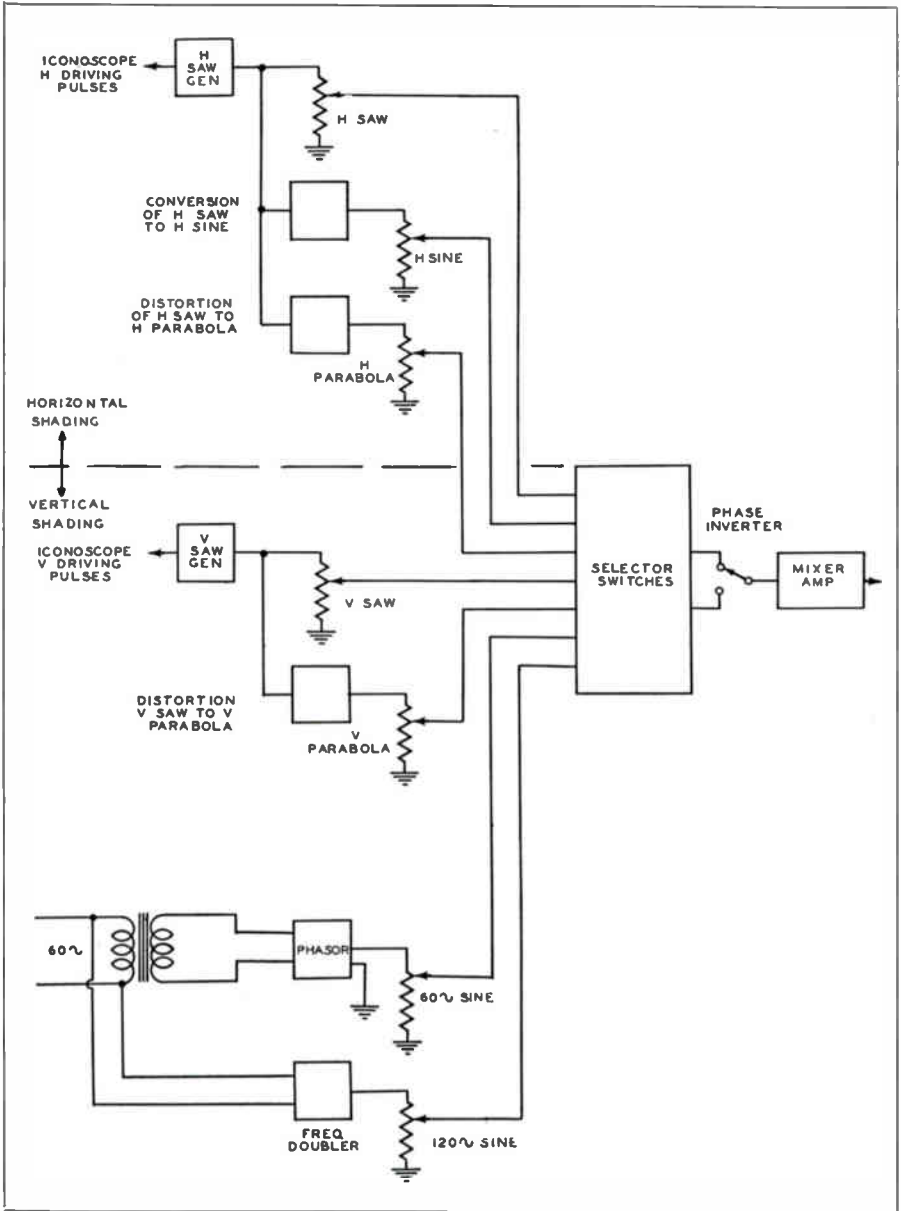 ICONOSCOPE
H DRIVING
PULSES
H
SAW
GEN
H SAW
CONVERSION
OF H SAW
TO H SINE
H SINE
DISTORTION
OF H SAW TO
H PARABOLA
H
PARABOLA
HORIZONTAL
SHADING
VERTICAL
SHADING
ICONOSCOPE
V DRIVING
PULSES
V
SAW
GEN
V SAW
SELECTOR
SWITCHES
PHASE
INVERTER
MIXER
AMP
DISTORTION
V SAW TO V
PARABOLA
V
PARABOLA
60~
PHASOR
60~ SINE
FREQ
DOUBLER
120~ SINE